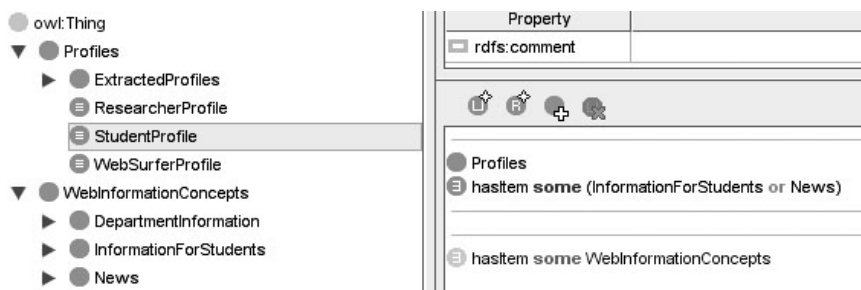 owl:Thing
Profiles
ExtractedProfiles
ResearcherProfile
StudentProfile
WebSurferProfile
WebInformationConcepts
DepartmentInformation
InformationForStudents
News
Property
rdfs:comment
Profiles
hasItem some (InformationForStudents or News)
hasItem some WebInformationConcepts